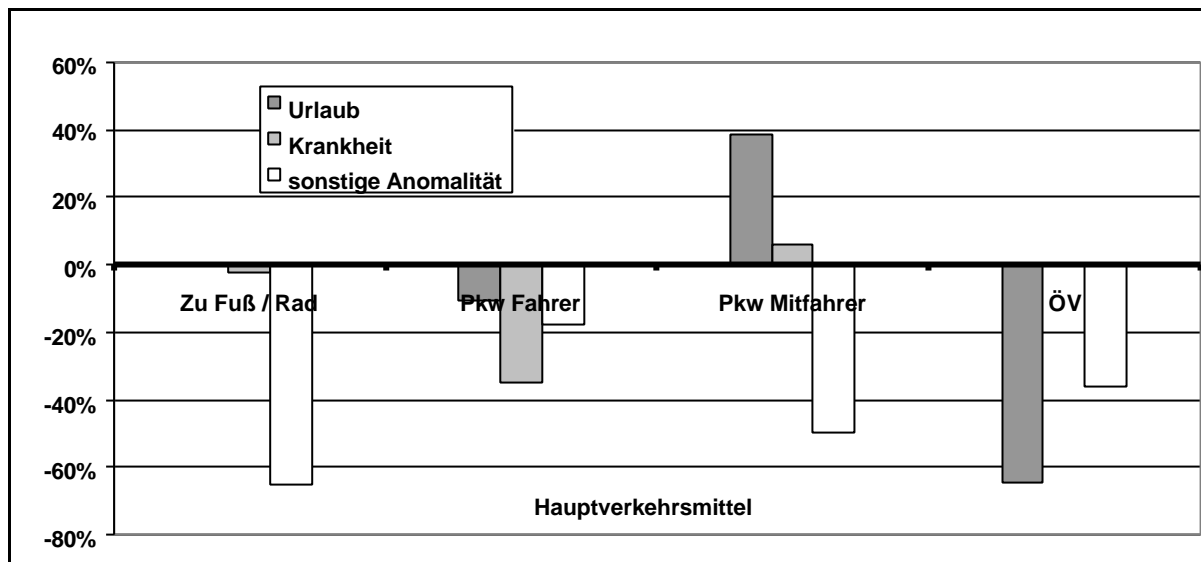 60%
Urlaub
40%
Krankheit
sonstige Anomalität
20%
0%
Zu Fuß / Rad Pkw Fahrer Pkw Mitfahrer ÖV
-20%
-40%
-60%
Hauptverkehrsmittel
-80%